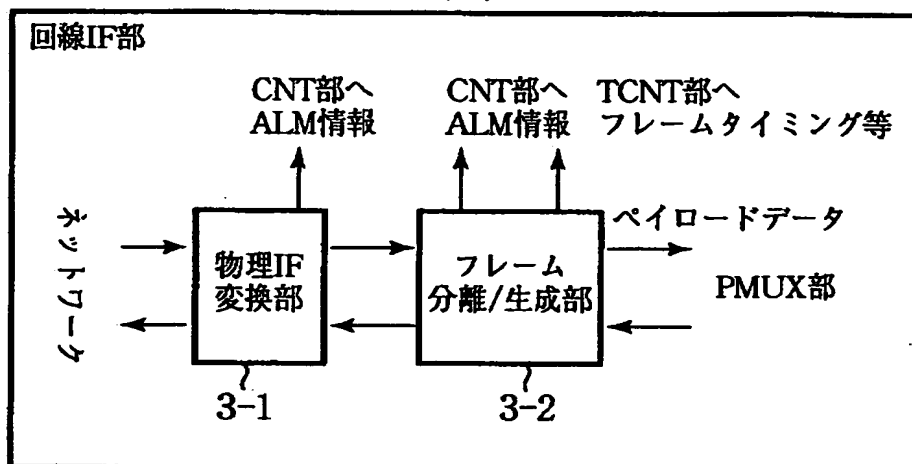 回線IF部
CNT部へ
ALM情報
CNT部へ
ALM情報
TCNT部へ
フレームタイミング等
ネットワーク
物理IF
変換部
フレーム
分離/生成部
ペイロードデータ
PMUX部
3-1
3-2